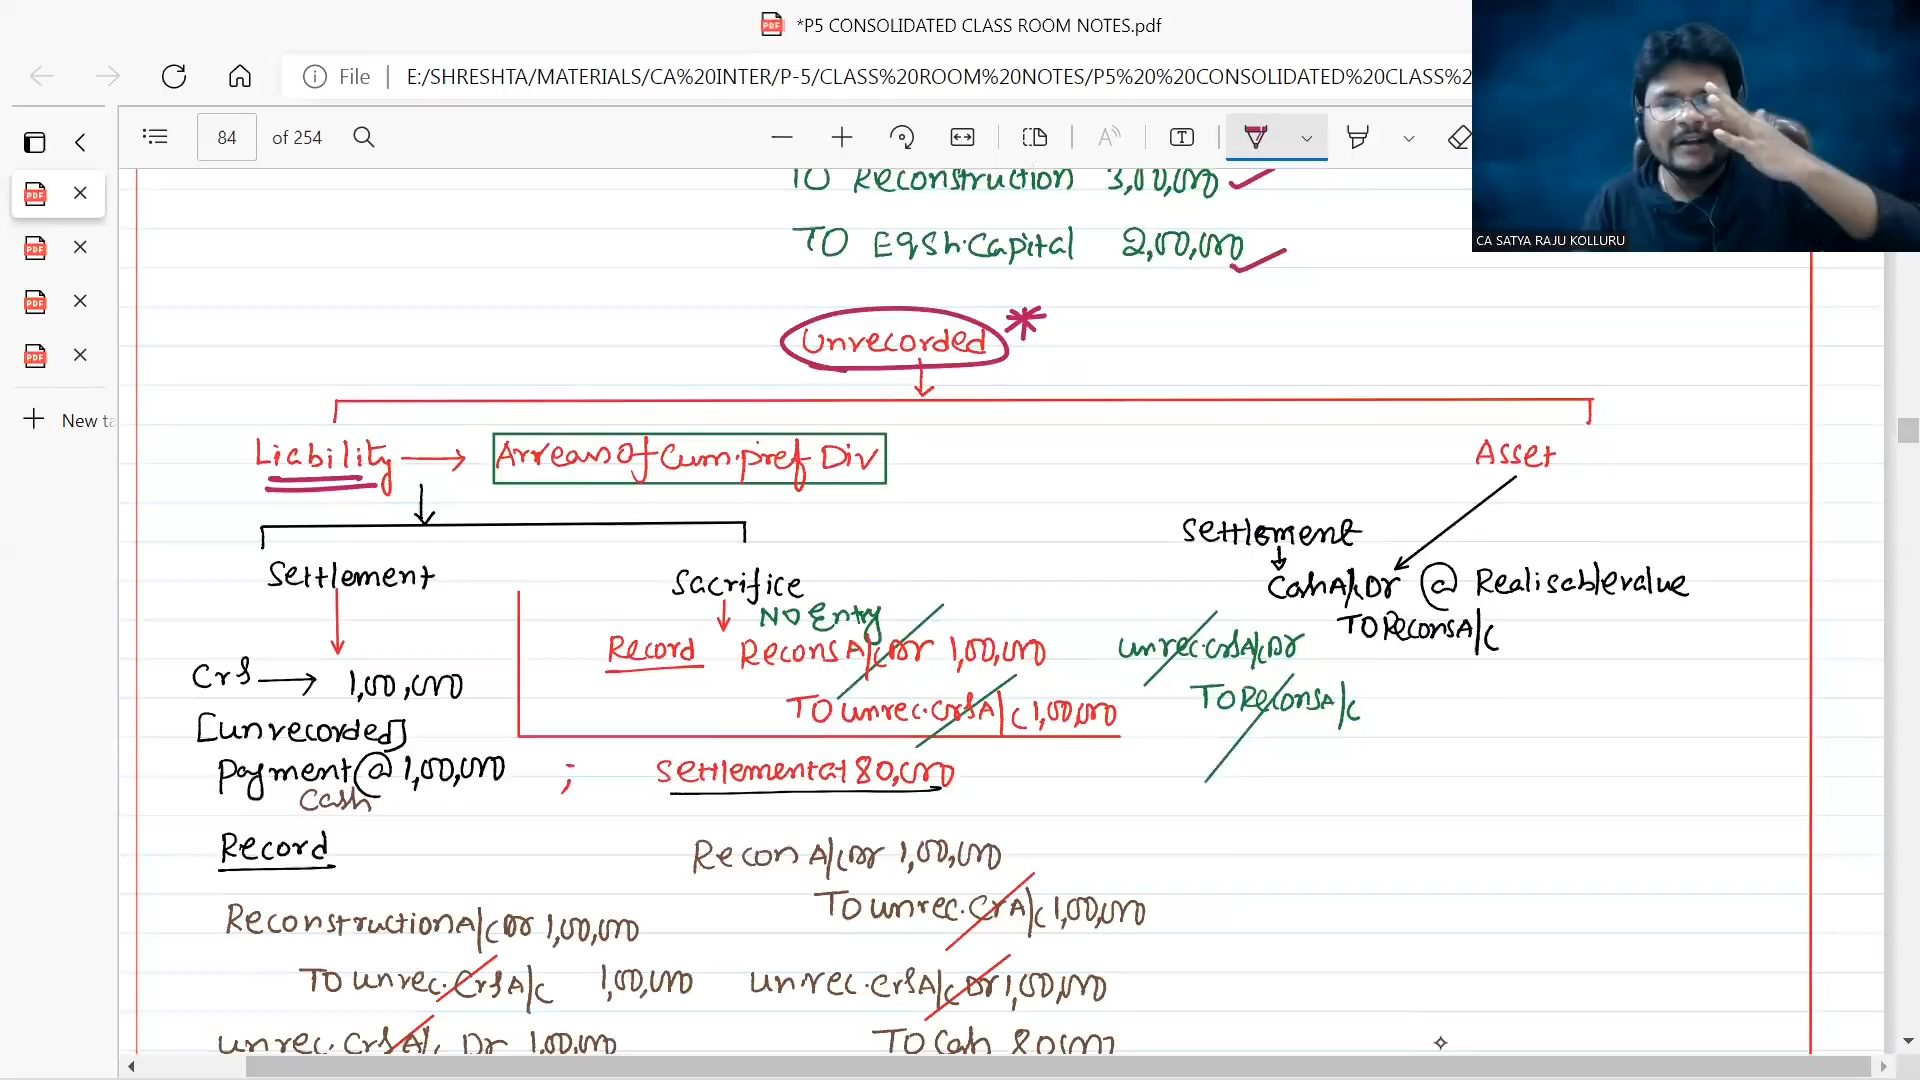 *P5 CONSOLIDATED CLASS ROOM NOTES.pdf
File
E:/SHRESHTA/MATERIALS/CA%20INTER/P-5/CLASS%20ROOM%20NOTES/P5%20%20CONSOLIDATED%20CLASS%2
84 of 254
New ta
CA SATYA RAJU KOLLURU
TO Reconstruction 3,00,000
TO Eq.Sh.Capital 2,00,000
Unrecorded *
Liability → Arrears Of Cum.pref Div
Asset
Settlement
Settlement
Sacrifice
Cash A/c Dr @ Realisable value
TO Recons A/c
NO Entry
Record Recons A/c Dr 1,00,000
Unrec.Crs A/c Dr
TO Recons A/c
TO unrec.Crs A/c 1,00,000
Crs → 1,00,000
[unrecorded]
payment @ 1,00,000 ; Settlement at 80,000
Cash
Record
Recon A/c Dr 1,00,000
To unrec.Cr A/c 1,00,000
Reconstruction A/c Dr 1,00,000
TO unrec.Crs A/c 1,00,000
unrec.Crs A/c Dr 1,00,000
unrec.Crs A/c Dr 1,00,000
TO Cash 80,000